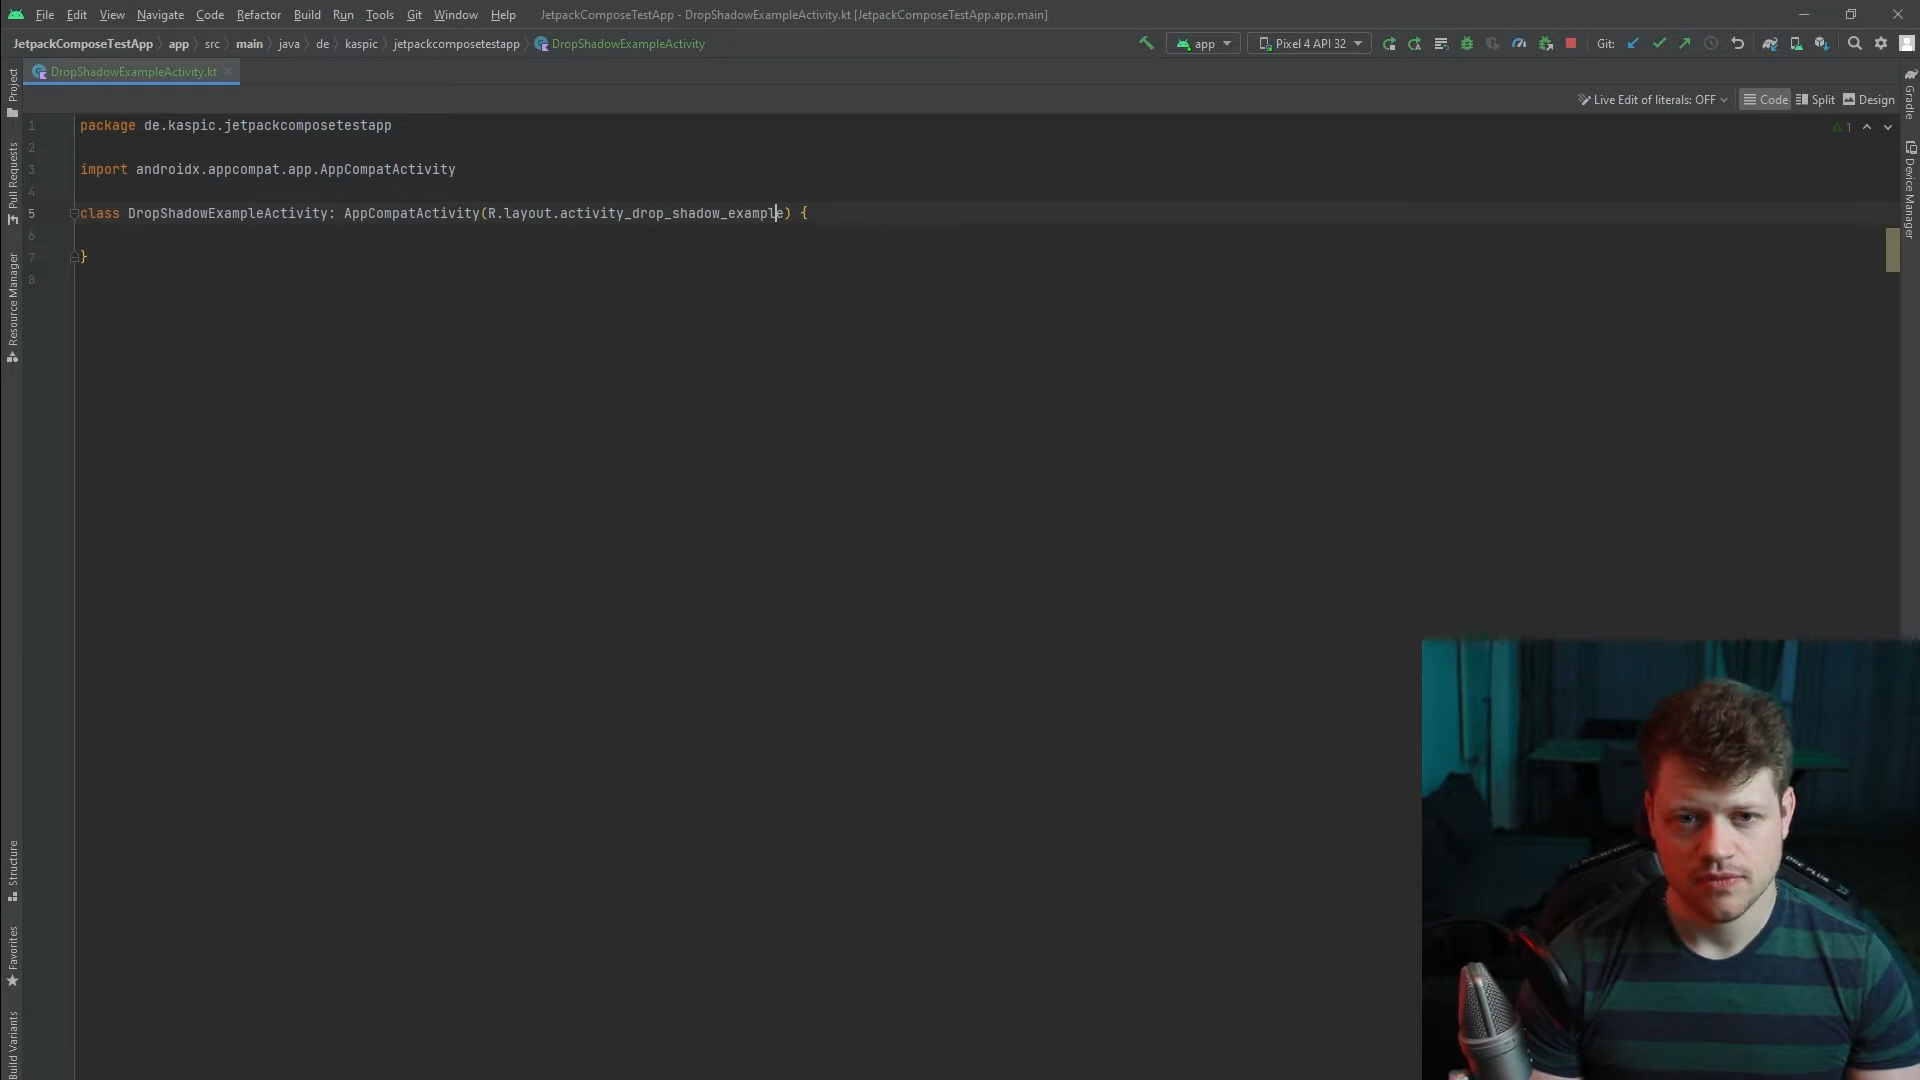 File Edit View Navigate Code Refactor Build Run Tools Git Window Help JetpackComposeTestApp - DropShadowExampleActivity.kt [JetpackComposeTestApp.app.main]
JetpackComposeTestApp app src main java de kaspic jetpackcomposetestapp DropShadowExampleActivity app Pixel 4 API 32 Git:
DropShadowExampleActivity.kt
Live Edit of literals: OFF Code Split Design
1 package de.kaspic.jetpackcomposetestapp
1
2
3 import androidx.appcompat.app.AppCompatActivity
4
5 class DropShadowExampleActivity: AppCompatActivity(R.layout.activity_drop_shadow_example) {
6
7 }
8
Project
Pull Requests
Resource Manager
Structure
Favorites
Build Variants
Gradle
Device Manager
ONE PLUS